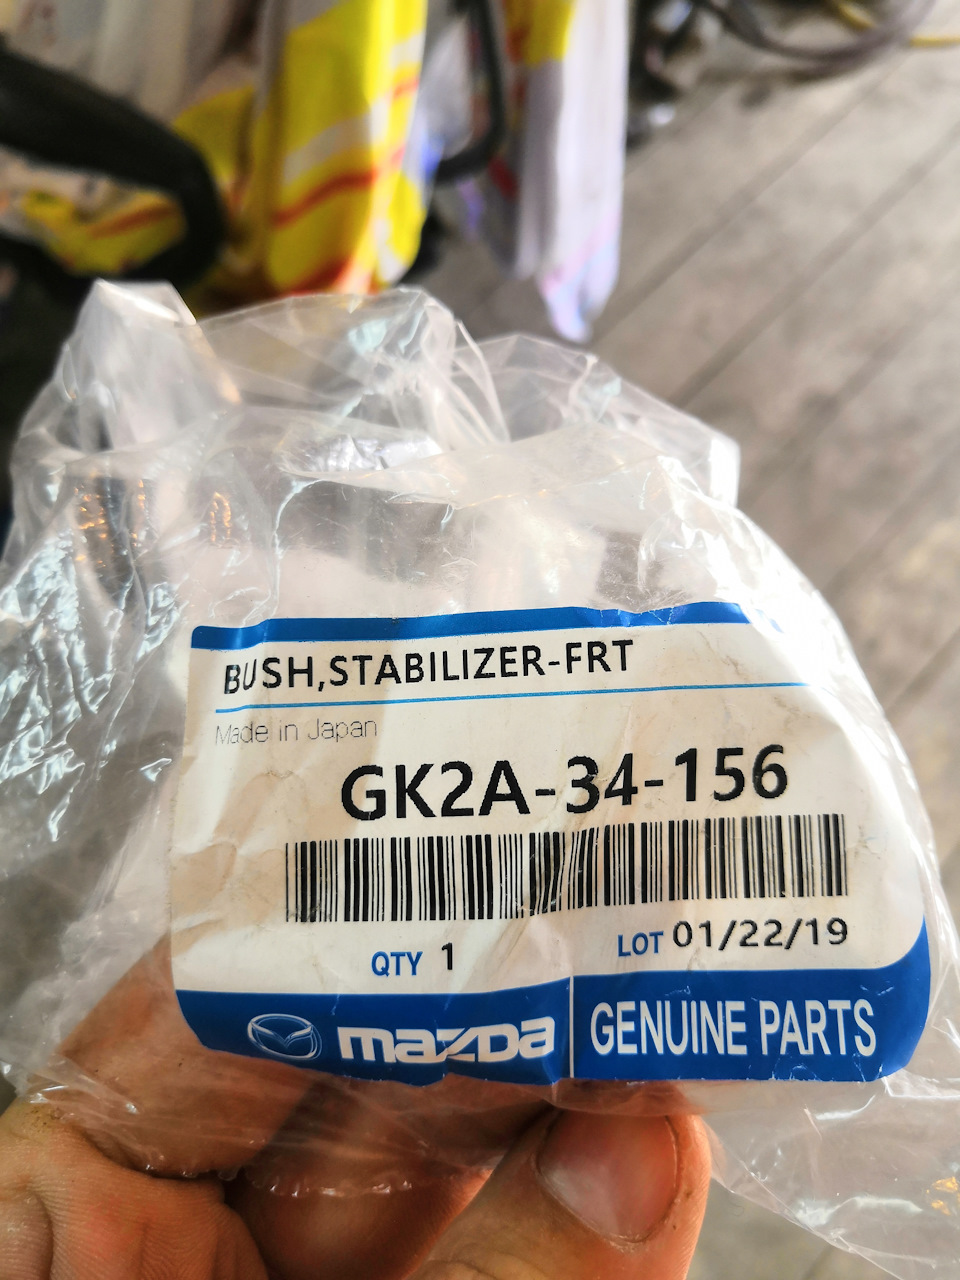 BUSH,STABILIZER-FRT
Made in Japan
GK2A-34-156
QTY 1 LOT 01/22/19
mazda GENUINE PARTS